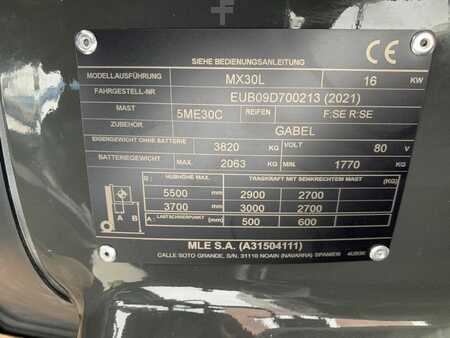 SIEHE BEDIENUNGSANLEITUNG CE
MODELLAUSFÜHRUNG MX30L 16 KW
FAHRGESTELL-NR EUB09D700213 (2021)
MAST 5ME30C REIFEN F:SE R:SE
ZUBEHÖR GABEL
EIGENGEWICHT OHNE BATTERIE 3820 KG VOLT 80 V
BATTERIEGEWICHT MAX. 2063 KG MIN. 1770 KG
B: HUBHÖHE MAX. TRAGKRAFT MIT SENKRECHTEM MAST (KG)
5500 mm 2900 2700
3700 mm 3000 2700
A: LASTSCHWERPUNKT (mm) 500 600
A B
MLE S.A. (A31504111)
CALLE SOTO GRANDE, S/N. 31110 NOAIN (NAVARRA) SPANIEN